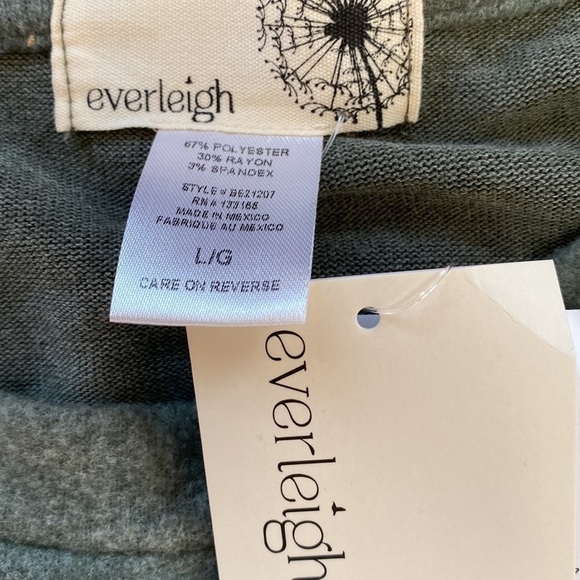 everleigh
67% POLYESTER
30% RAYON
3% SPANDEX
STYLE# BE21207
RN# 133166
MADE IN MEXICO
FABRIQUE AU MEXICO
L/G
CARE ON REVERSE
everleigh